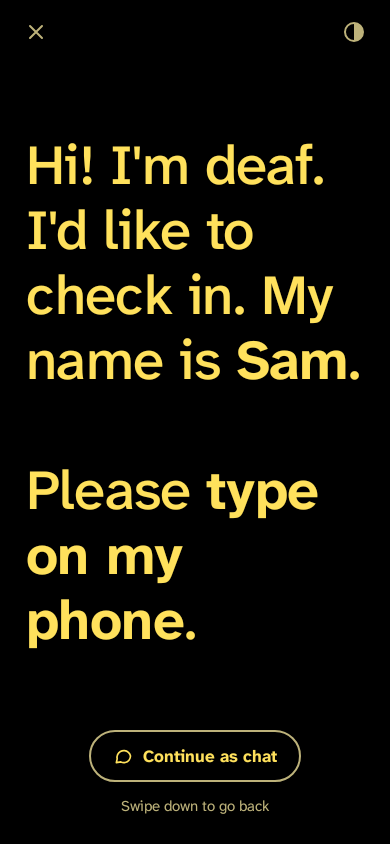 Hi! I'm deaf.
I'd like to
check in. My
name is Sam.
Please type
on my
phone.
Continue as chat
Swipe down to go back